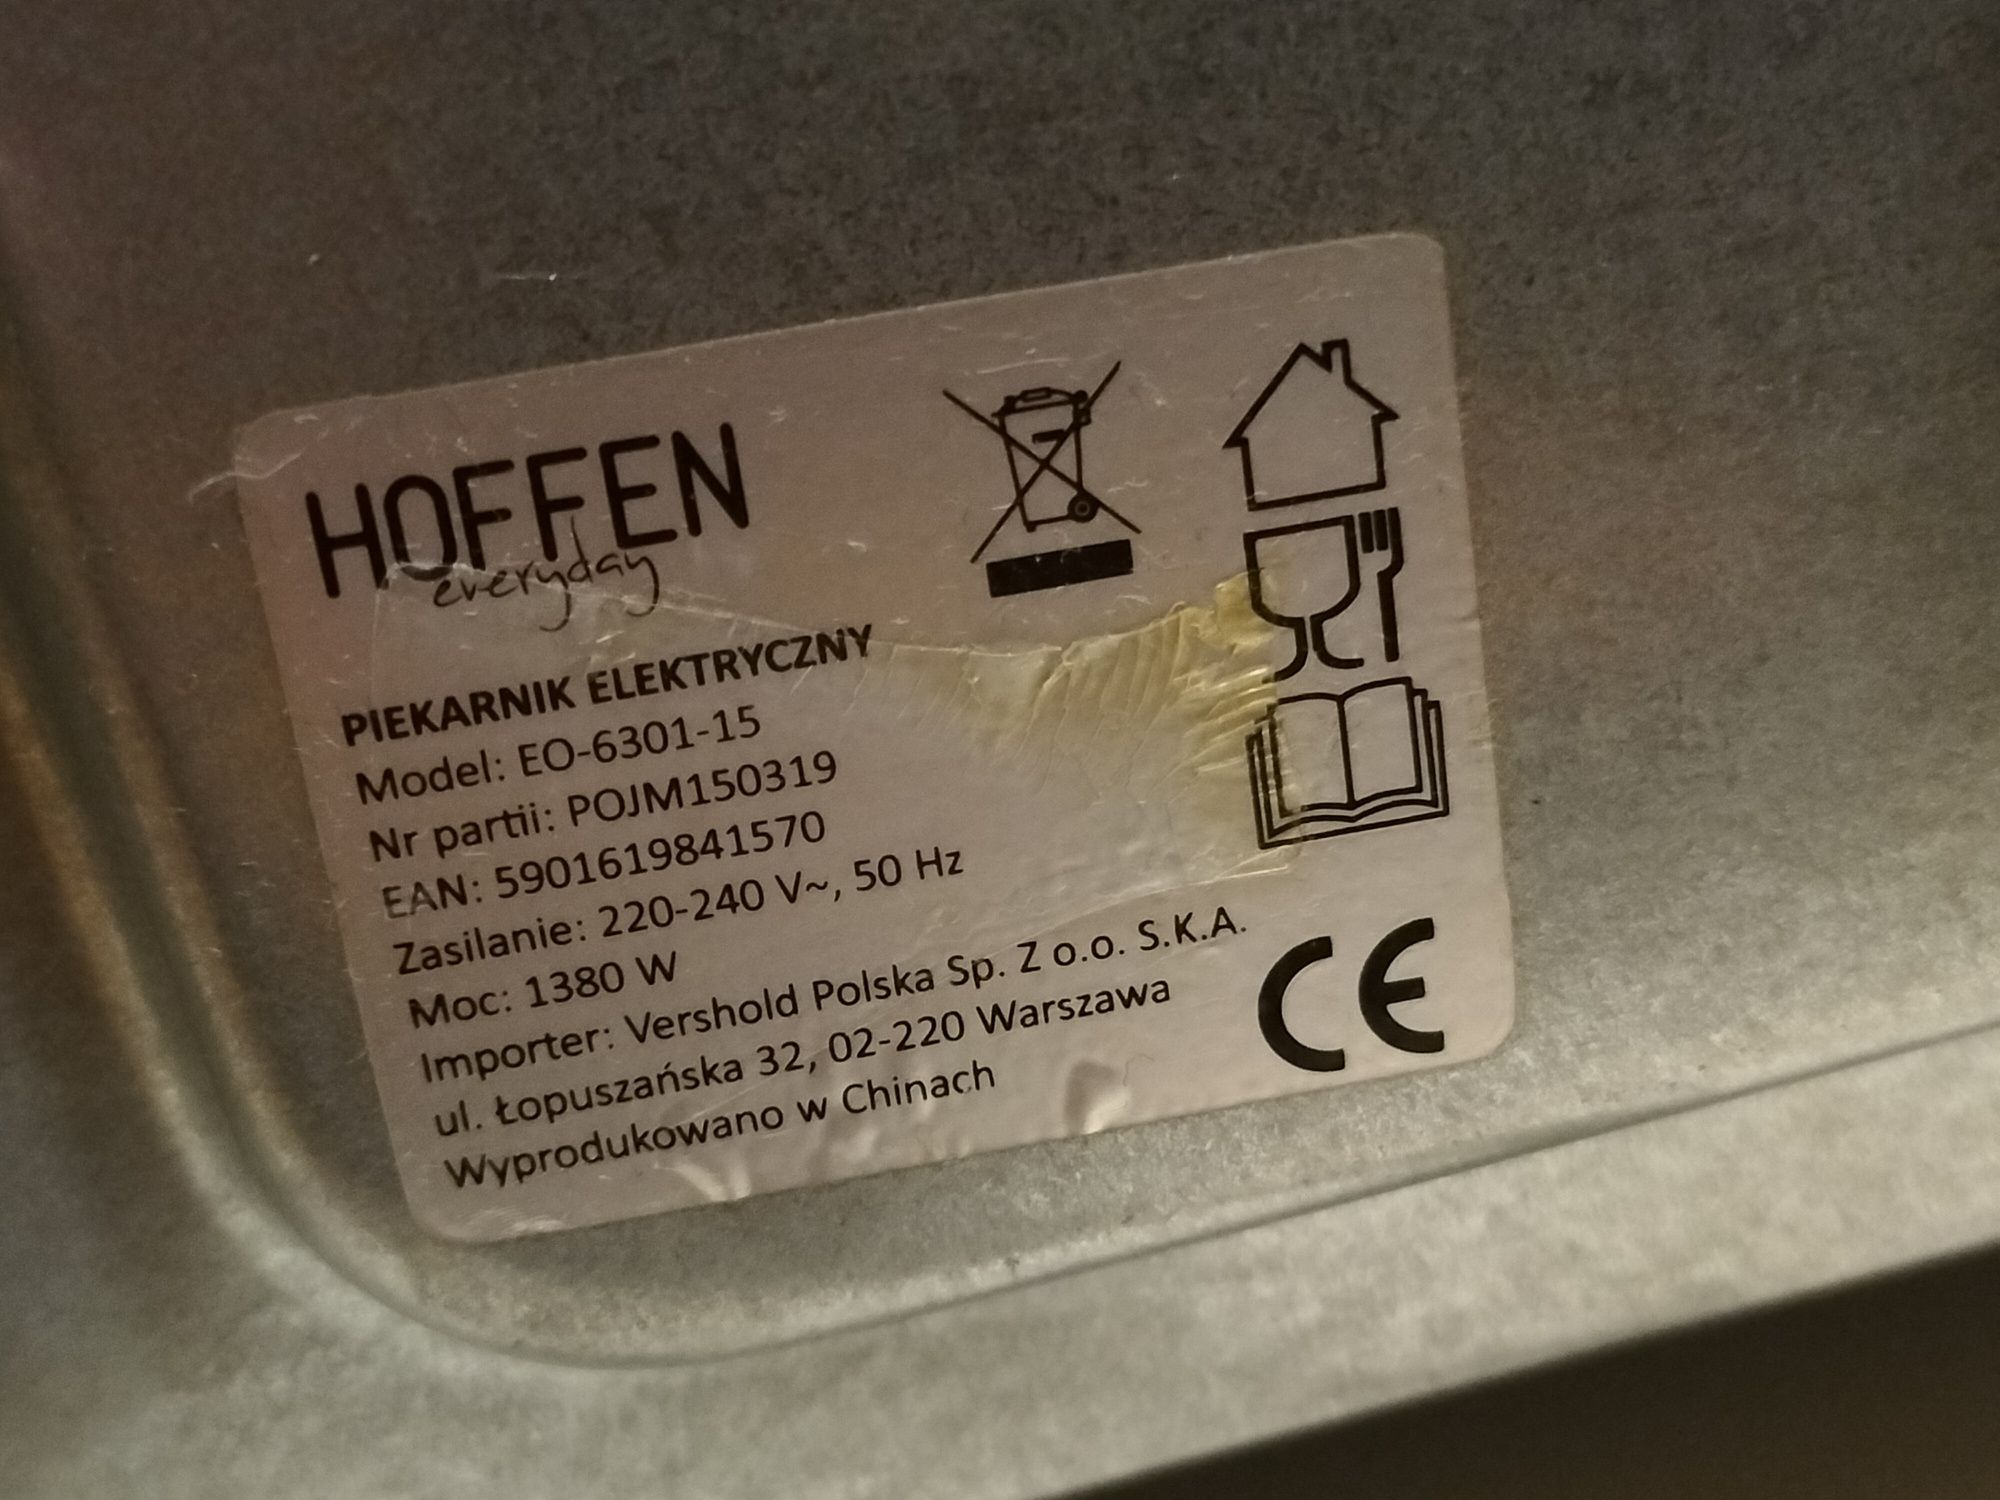 HOFFEN
everyday
PIEKARNIK ELEKTRYCZNY
Model: EO-6301-15
Nr partii: POJM150319
EAN: 5901619841570
Zasilanie: 220-240 V~, 50 Hz
Moc: 1380 W
Importer: Vershold Polska Sp. Z o.o. S.K.A.
ul. Łopuszańska 32, 02-220 Warszawa
Wyprodukowano w Chinach
CE